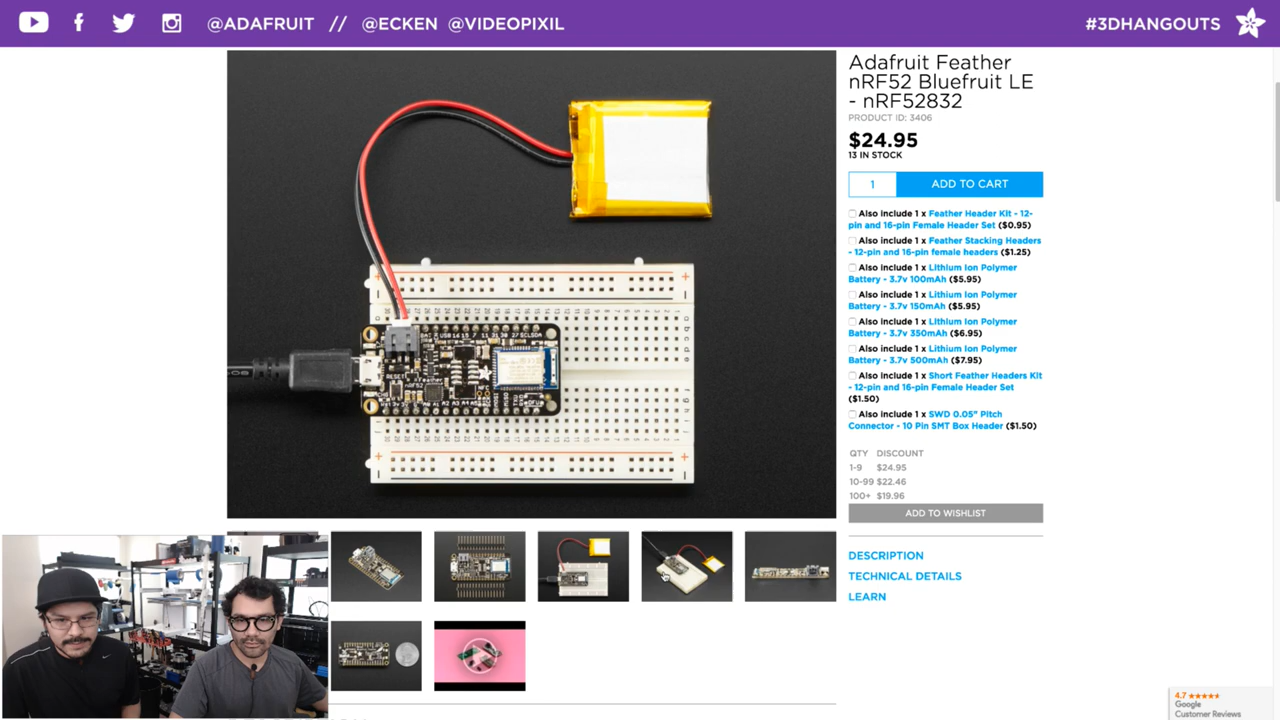 @ADAFRUIT // @ECKEN @VIDEOPIXIL
#3DHANGOUTS
Adafruit Feather
nRF52 Bluefruit LE
- nRF52832
PRODUCT ID: 3406
$24.95
13 IN STOCK
1
ADD TO CART
Also include 1 x Feather Header Kit - 12-
pin and 16-pin Female Header Set ($0.95)
Also include 1 x Feather Stacking Headers
- 12-pin and 16-pin female headers ($1.25)
Also include 1 x Lithium Ion Polymer
Battery - 3.7v 100mAh ($5.95)
Also include 1 x Lithium Ion Polymer
Battery - 3.7v 150mAh ($5.95)
Also include 1 x Lithium Ion Polymer
Battery - 3.7v 350mAh ($6.95)
Also include 1 x Lithium Ion Polymer
Battery - 3.7v 500mAh ($7.95)
Also include 1 x Short Feather Headers Kit
- 12-pin and 16-pin Female Header Set
($1.50)
Also include 1 x SWD 0.05" Pitch
Connector - 10 Pin SMT Box Header ($1.50)
QTY DISCOUNT
1-9 $24.95
10-99 $22.46
100+ $19.96
ADD TO WISHLIST
DESCRIPTION
TECHNICAL DETAILS
LEARN
4.7
Google
Customer Reviews